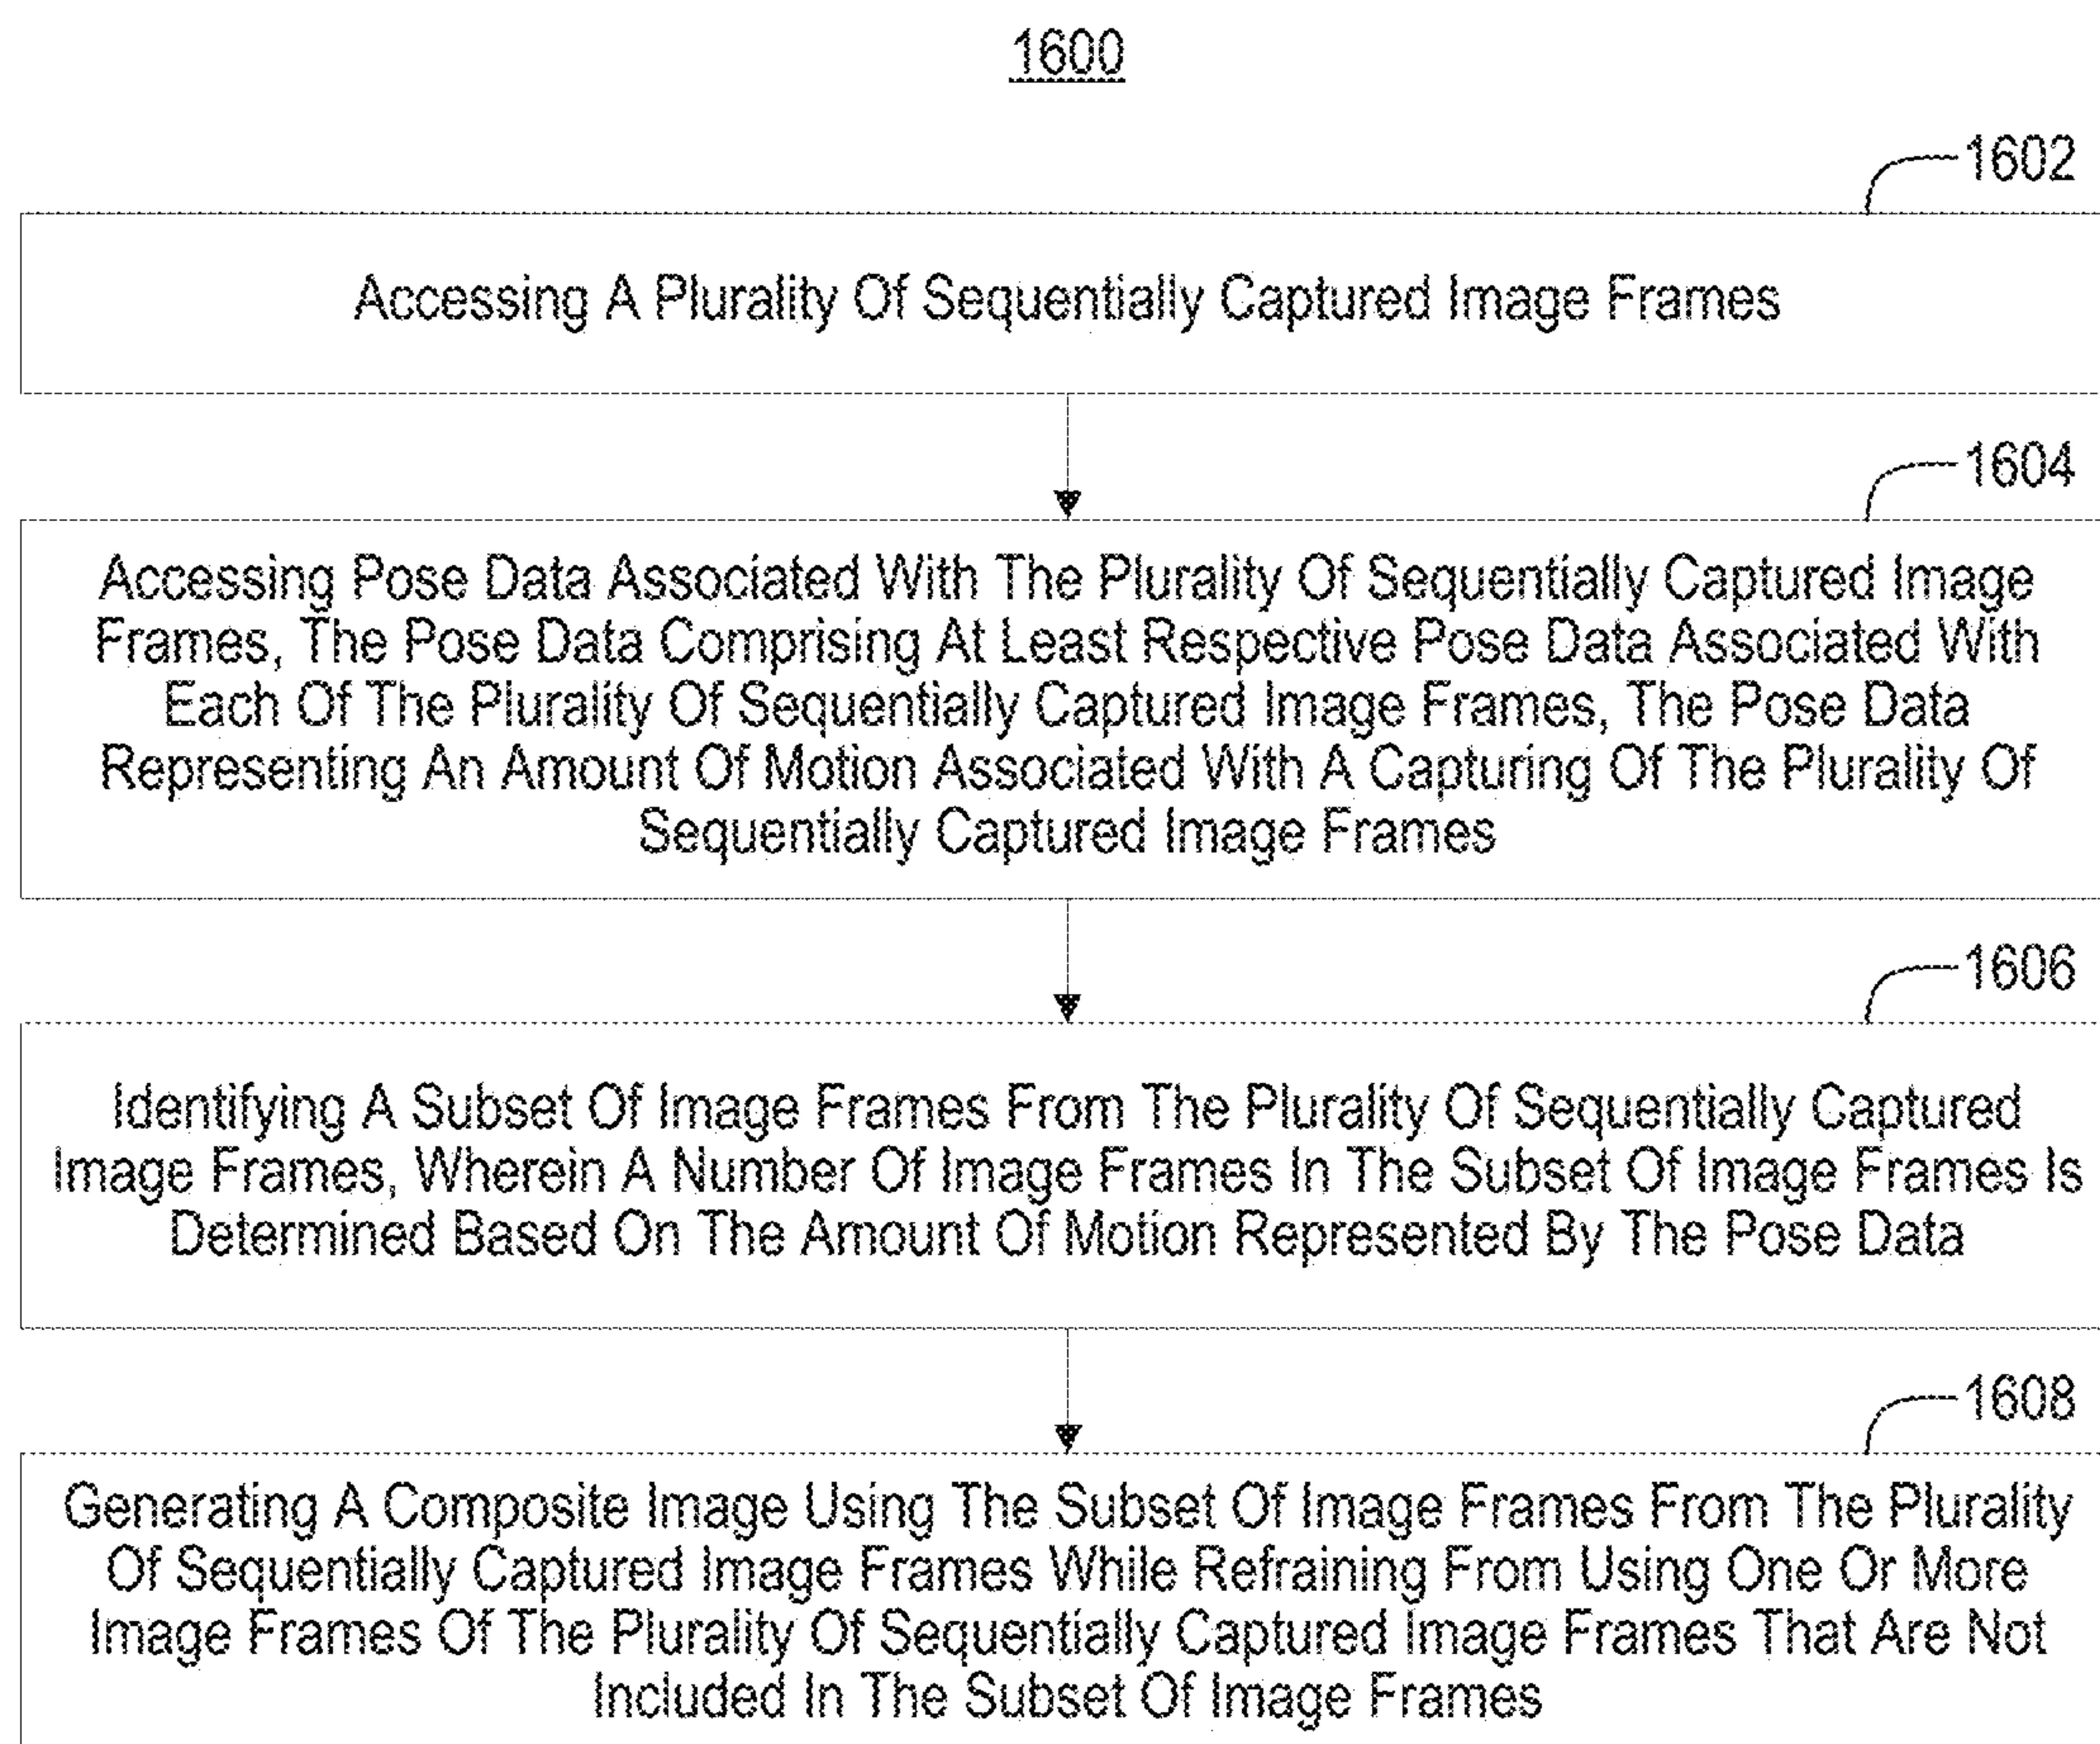 1600
1602
Accessing A Plurality Of Sequentially Captured Image Frames
1604
Accessing Pose Data Associated With The Plurality Of Sequentially Captured Image
Frames, The Pose Data Comprising At Least Respective Pose Data Associated With
Each Of The Plurality Of Sequentially Captured Image Frames, The Pose Data
Representing An Amount Of Motion Associated With A Capturing Of The Plurality Of
Sequentially Captured Image Frames
1606
Identifying A Subset Of Image Frames From The Plurality Of Sequentially Captured
Image Frames, Wherein A Number Of Image Frames In The Subset Of Image Frames Is
Determined Based On The Amount Of Motion Represented By The Pose Data
1608
Generating A Composite Image Using The Subset Of Image Frames From The Plurality
Of Sequentially Captured Image Frames While Refraining From Using One Or More
Image Frames Of The Plurality Of Sequentially Captured Image Frames That Are Not
Included In The Subset Of Image Frames